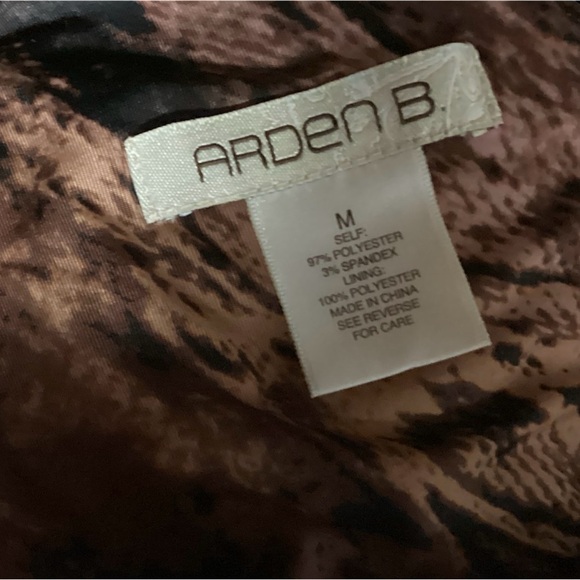 ARDEN B.
M
SELF:
97% POLYESTER
3% SPANDEX
LINING:
100% POLYESTER
MADE IN CHINA
SEE REVERSE
FOR CARE